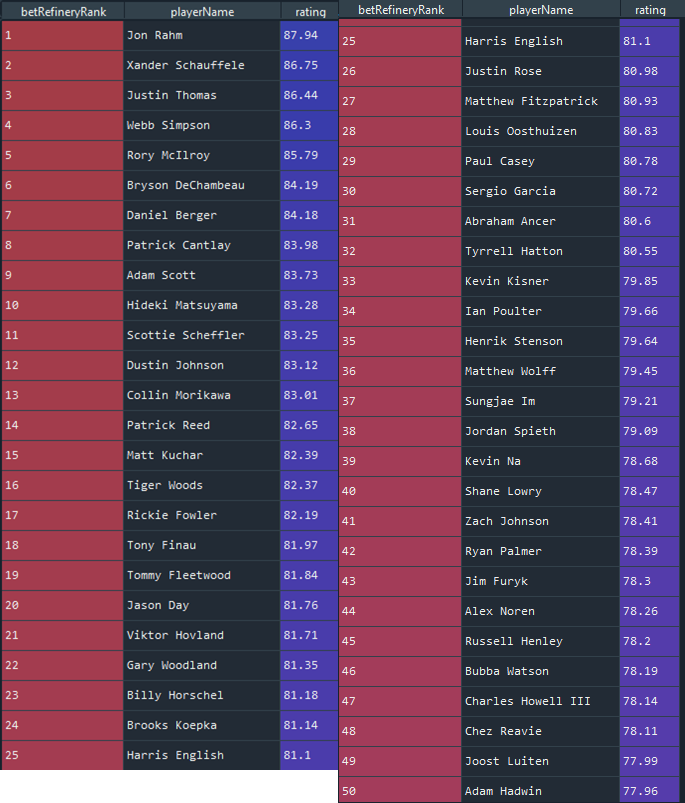 betRefineryRank playerName rating
1 Jon Rahm 87.94
2 Xander Schauffele 86.75
3 Justin Thomas 86.44
4 Webb Simpson 86.3
5 Rory McIlroy 85.79
6 Bryson DeChambeau 84.19
7 Daniel Berger 84.18
8 Patrick Cantlay 83.98
9 Adam Scott 83.73
10 Hideki Matsuyama 83.28
11 Scottie Scheffler 83.25
12 Dustin Johnson 83.12
13 Collin Morikawa 83.01
14 Patrick Reed 82.65
15 Matt Kuchar 82.39
16 Tiger Woods 82.37
17 Rickie Fowler 82.19
18 Tony Finau 81.97
19 Tommy Fleetwood 81.84
20 Jason Day 81.76
21 Viktor Hovland 81.71
22 Gary Woodland 81.35
23 Billy Horschel 81.18
24 Brooks Koepka 81.14
25 Harris English 81.1
betRefineryRank playerName rating
25 Harris English 81.1
26 Justin Rose 80.98
27 Matthew Fitzpatrick 80.93
28 Louis Oosthuizen 80.83
29 Paul Casey 80.78
30 Sergio Garcia 80.72
31 Abraham Ancer 80.6
32 Tyrrell Hatton 80.55
33 Kevin Kisner 79.85
34 Ian Poulter 79.66
35 Henrik Stenson 79.64
36 Matthew Wolff 79.45
37 Sungjae Im 79.21
38 Jordan Spieth 79.09
39 Kevin Na 78.68
40 Shane Lowry 78.47
41 Zach Johnson 78.41
42 Ryan Palmer 78.39
43 Jim Furyk 78.3
44 Alex Noren 78.26
45 Russell Henley 78.2
46 Bubba Watson 78.19
47 Charles Howell III 78.14
48 Chez Reavie 78.11
49 Joost Luiten 77.99
50 Adam Hadwin 77.96